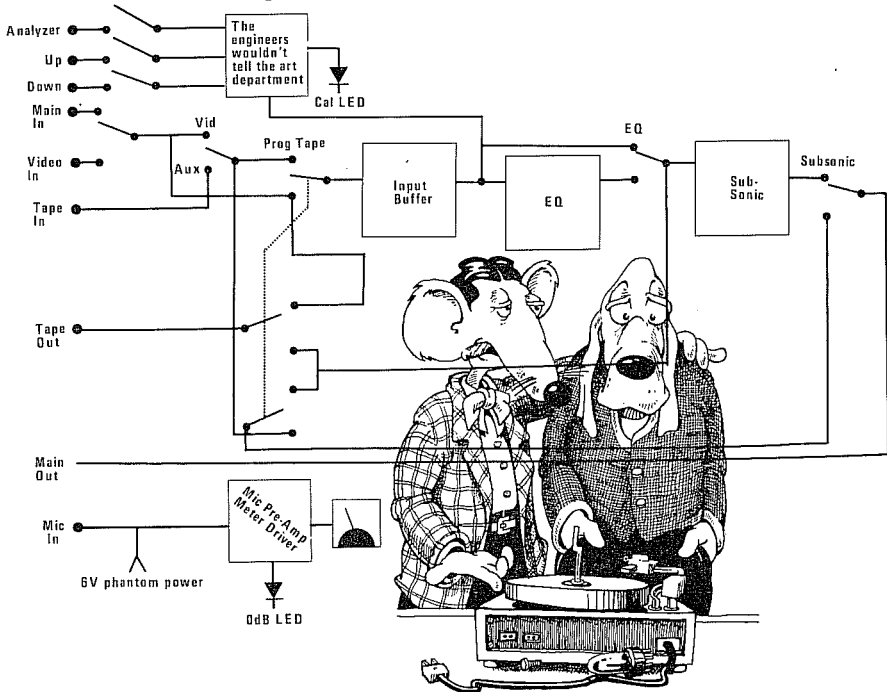 Analyzer
Up
Down
Main
In
Video
In
Tape
In
The
engineers
wouldn't
tell the art
department
Cal LED
Vid
Aux
Prog Tape
Input
Buffer
EQ
EQ
Sub-
Sonic
Subsonic
Tape
Out
Main
Out
Mic
In
6V phantom power
Mic Pre-Amp
Meter Driver
0dB LED